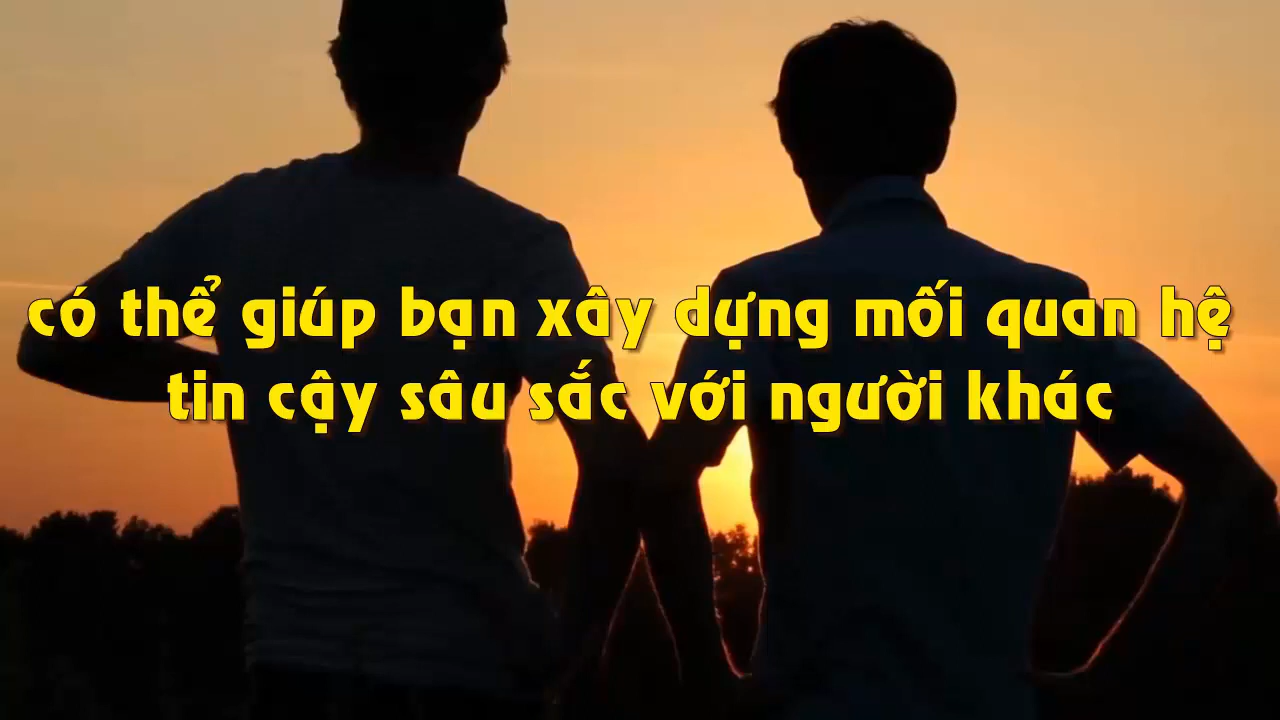 có thể giúp bạn xây dựng mối quan hệ
tin cậy sâu sắc với người khác